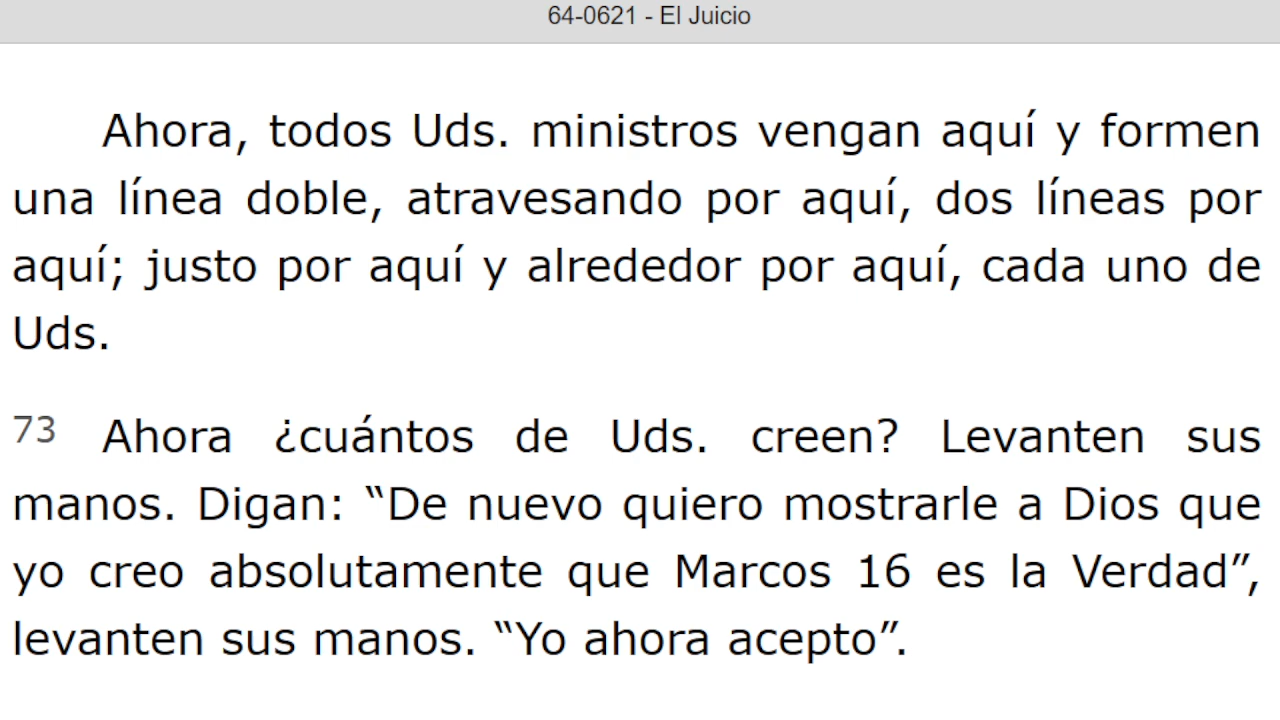 64-0621 - El Juicio
Ahora, todos Uds. ministros vengan aquí y formen
una línea doble, atravesando por aquí, dos líneas por
aquí; justo por aquí y alrededor por aquí, cada uno de
Uds.
73 Ahora ¿cuántos de Uds. creen? Levanten sus
manos. Digan: “De nuevo quiero mostrarle a Dios que
yo creo absolutamente que Marcos 16 es la Verdad”,
levanten sus manos. “Yo ahora acepto”.